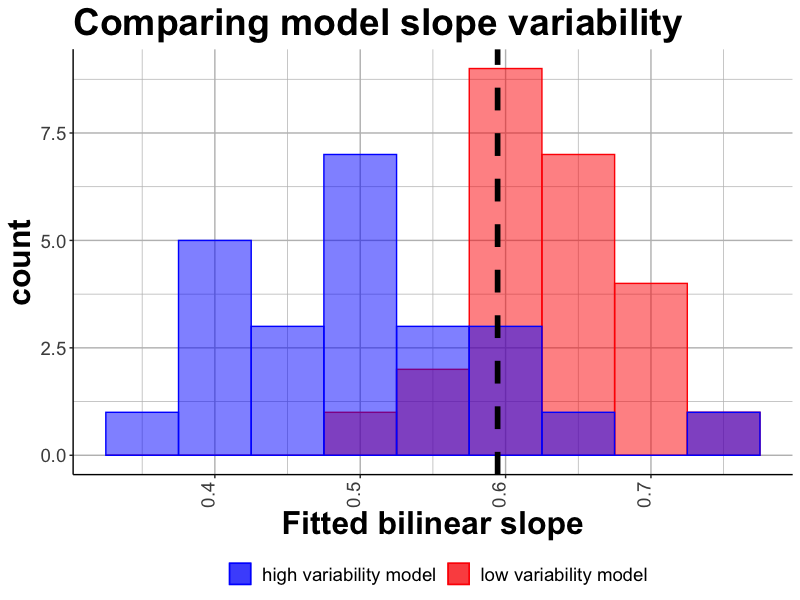 Comparing model slope variability
count
7.5
5.0
2.5
0.0
0.4
0.5
0.6
0.7
Fitted bilinear slope
high variability model
low variability model